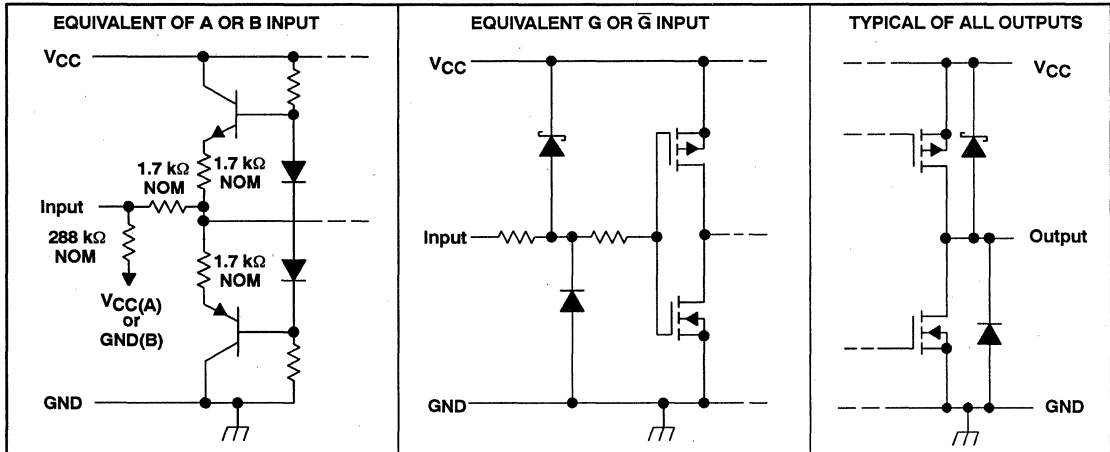 EQUIVALENT OF A OR B INPUT
VCC
1.7 kΩ
NOM
1.7 kΩ
NOM
Input
288 kΩ
NOM
1.7 kΩ
NOM
VCC(A)
or
GND(B)
GND
EQUIVALENT G OR G̅ INPUT
VCC
Input
GND
TYPICAL OF ALL OUTPUTS
VCC
Output
GND